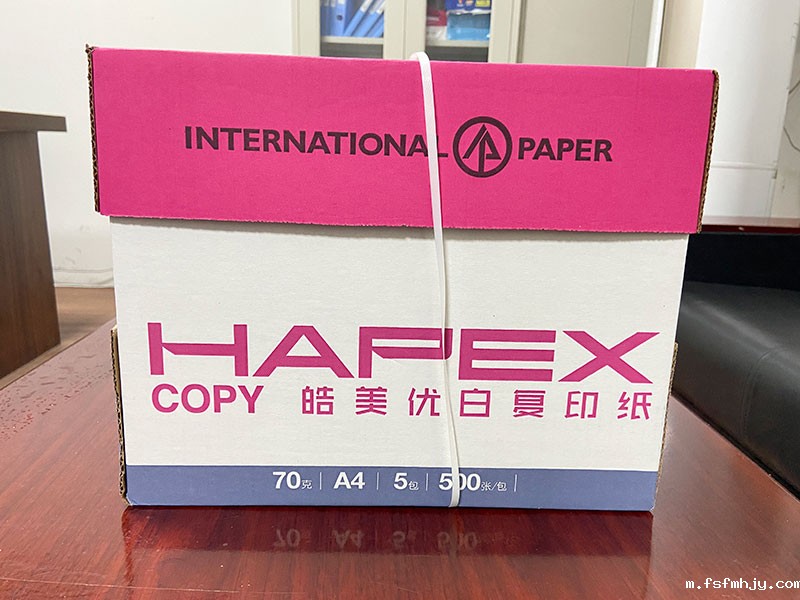 INTERNATIONAL PAPER
HAPEX
COPY 皓美优白复印纸
70克 | A4 | 5包 | 500张/包 |
m.fsfmhjy.com